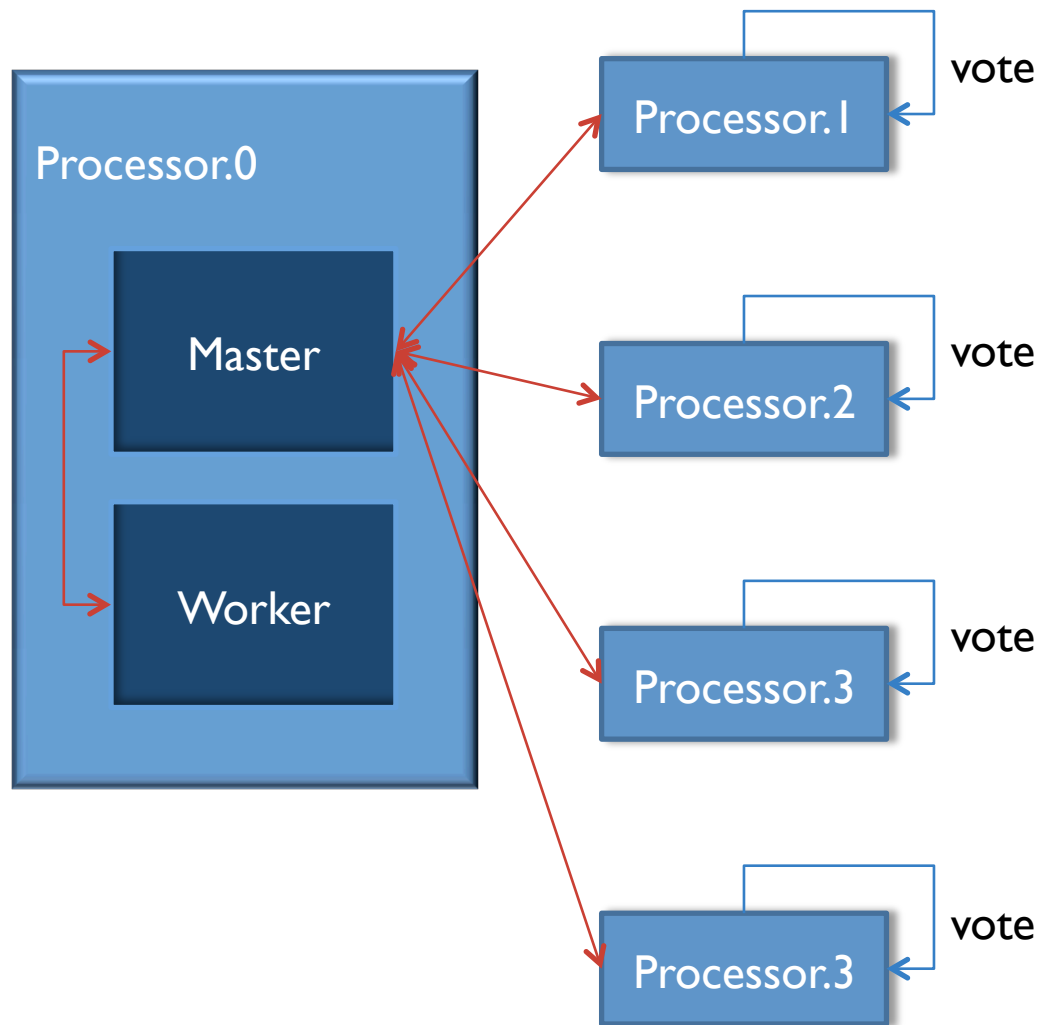 Processor.0
Master
Worker
Processor.1
vote
Processor.2
vote
Processor.3
vote
Processor.3
vote